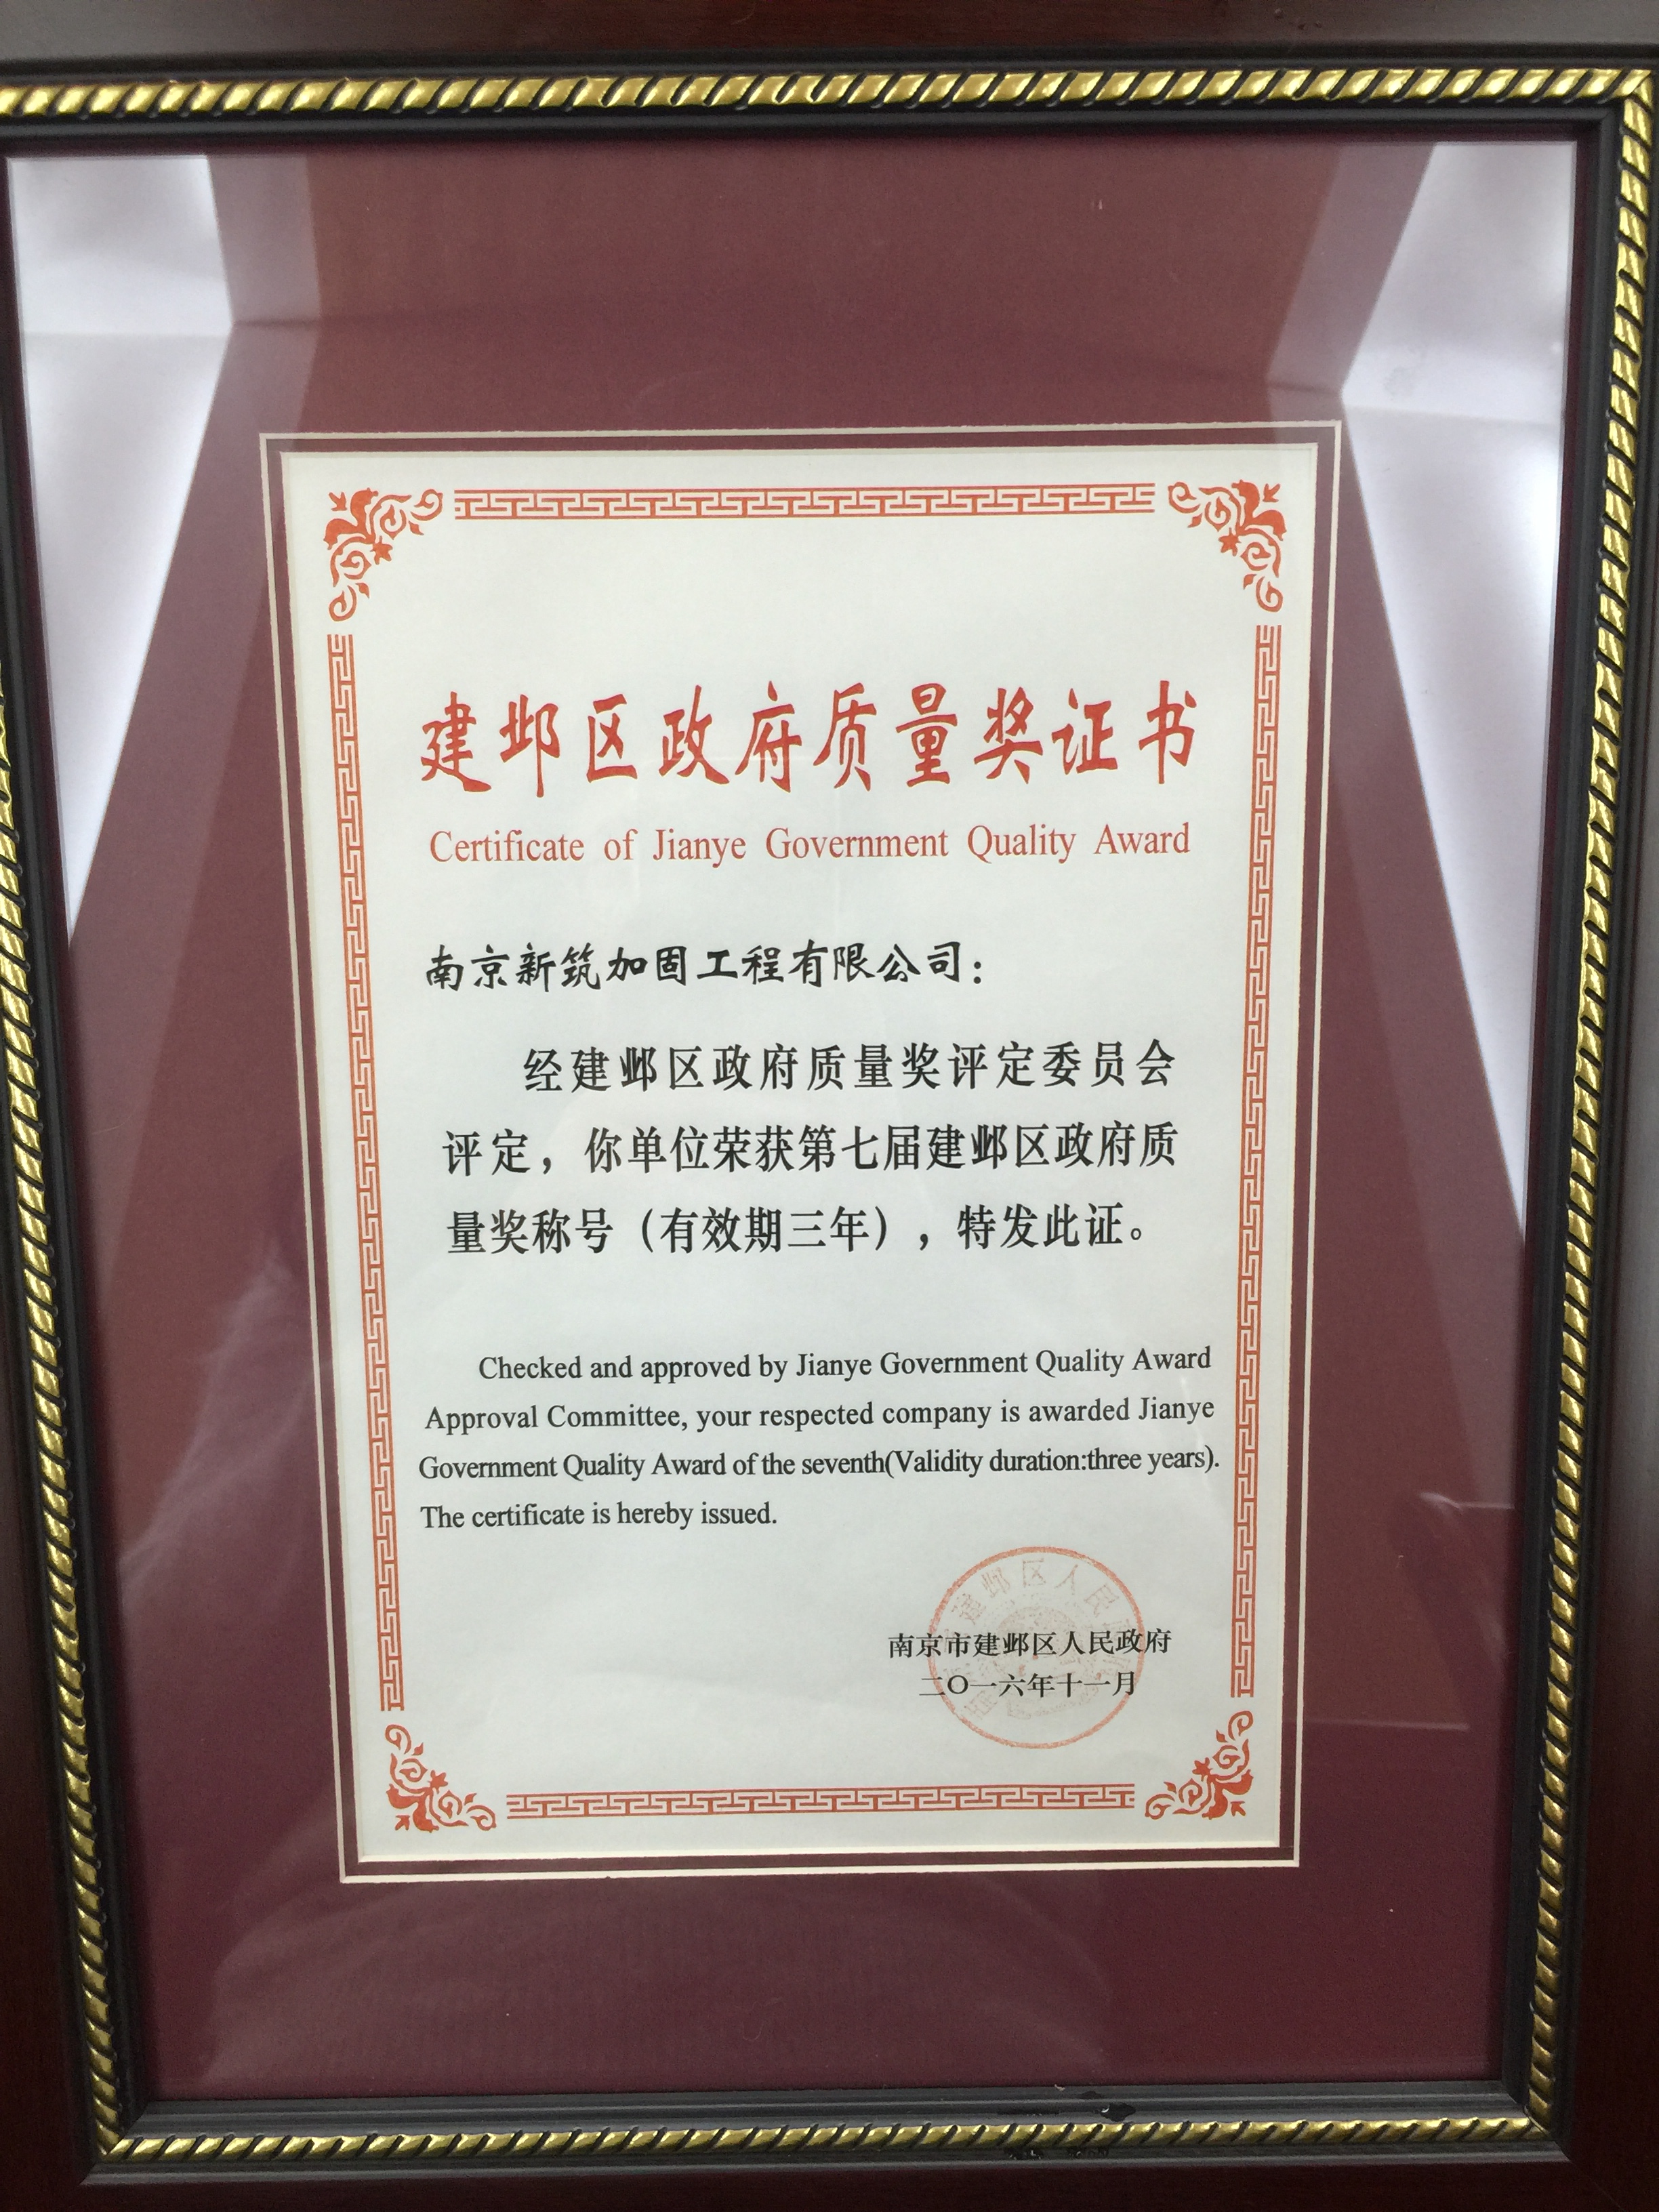 建邺区政府质量奖证书
Certificate of Jianye Government Quality Award
南京新筑加固工程有限公司：
经建邺区政府质量奖评定委员会
评定，你单位荣获第七届建邺区政府质
量奖称号（有效期三年），特发此证。
Checked and approved by Jianye Government Quality Award
Approval Committee, your respected company is awarded Jianye
Government Quality Award of the seventh(Validity duration:three years).
The certificate is hereby issued.
南京市建邺区人民政府
二〇一六年十一月